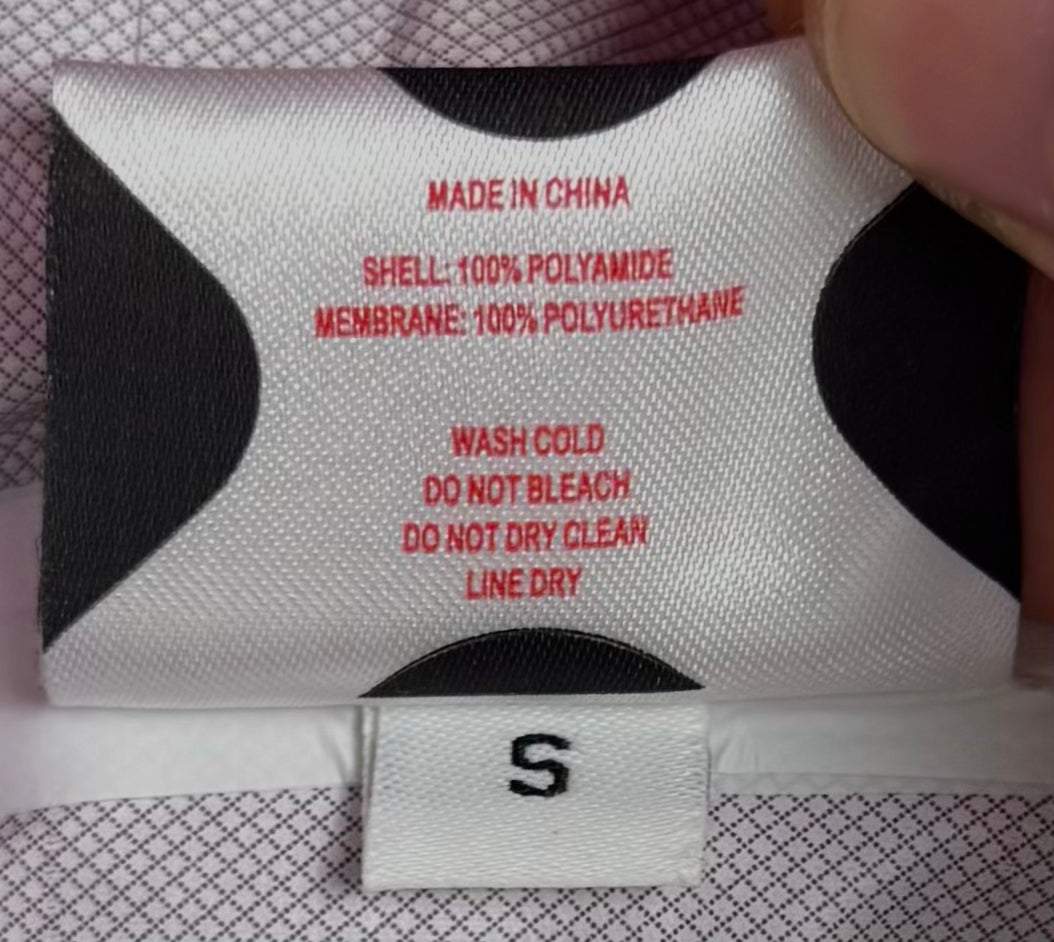 MADE IN CHINA
SHELL: 100% POLYAMIDE
MEMBRANE: 100% POLYURETHANE
WASH COLD
DO NOT BLEACH
DO NOT DRY CLEAN
LINE DRY
S